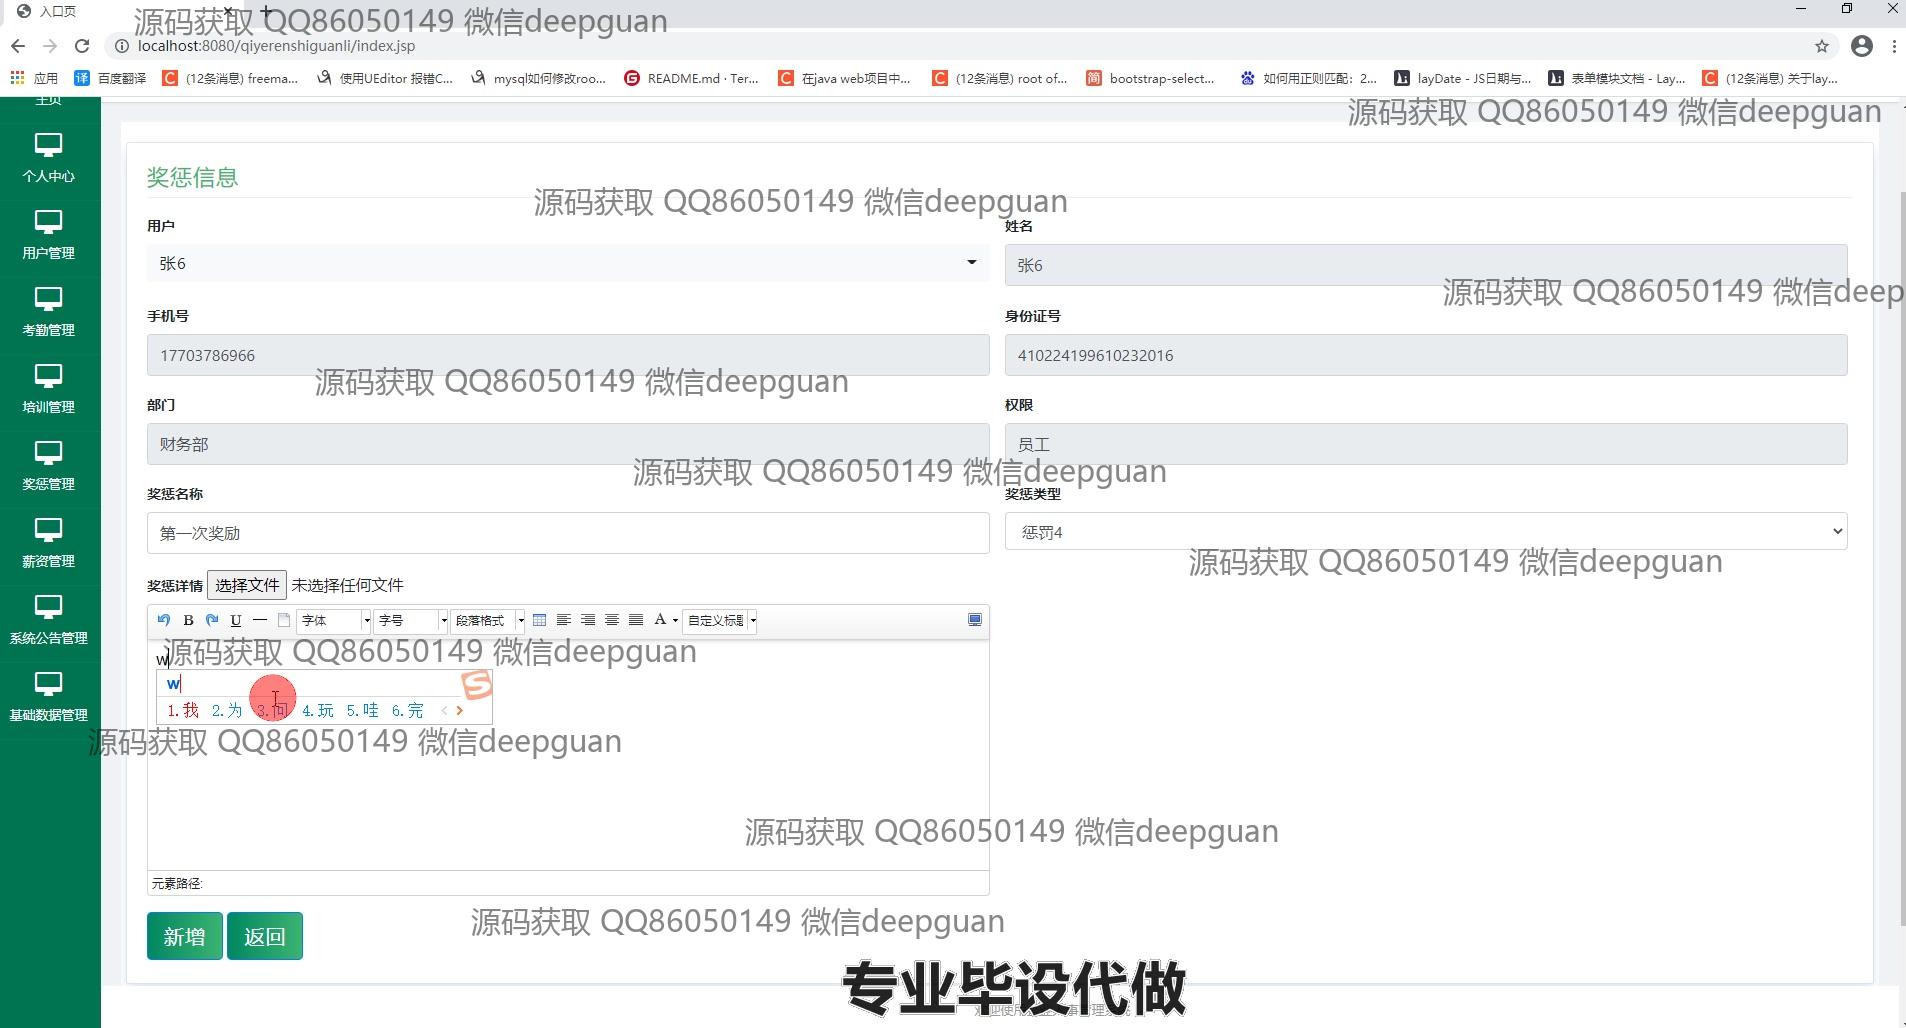 入口页
源码获取 QQ86050149 微信deepguan
localhost:8080/qiyerenshiguanli/index.jsp
应用 百度翻译 (12条消息) freema... 使用UEditor 报错C... mysql如何修改roo... README.md · Ter... 在java web项目中... (12条消息) root of... bootstrap-select... 如何用正则匹配：2... layDate - JS日期与... 表单模块文档 - Lay... (12条消息) 关于lay...
主页
源码获取 QQ86050149 微信deepguan
个人中心
奖惩信息
源码获取 QQ86050149 微信deepguan
用户 姓名
用户管理
张6 张6
源码获取 QQ86050149 微信deep
手机号 身份证号
考勤管理
17703786966 410224199610232016
源码获取 QQ86050149 微信deepguan
部门 权限
培训管理
财务部 员工
源码获取 QQ86050149 微信deepguan
奖惩管理
奖惩名称 奖惩类型
第一次奖励 惩罚4
薪资管理
源码获取 QQ86050149 微信deepguan
奖惩详情 选择文件 未选择任何文件
B U 字体 字号 段落格式 A 自定义标题
系统公告管理
w
源码获取 QQ86050149 微信deepguan
w
S
1.我 2.为 3.问 4.玩 5.哇 6.完
基础数据管理
源码获取 QQ86050149 微信deepguan
源码获取 QQ86050149 微信deepguan
元素路径:
源码获取 QQ86050149 微信deepguan
新增 返回
专业毕设代做